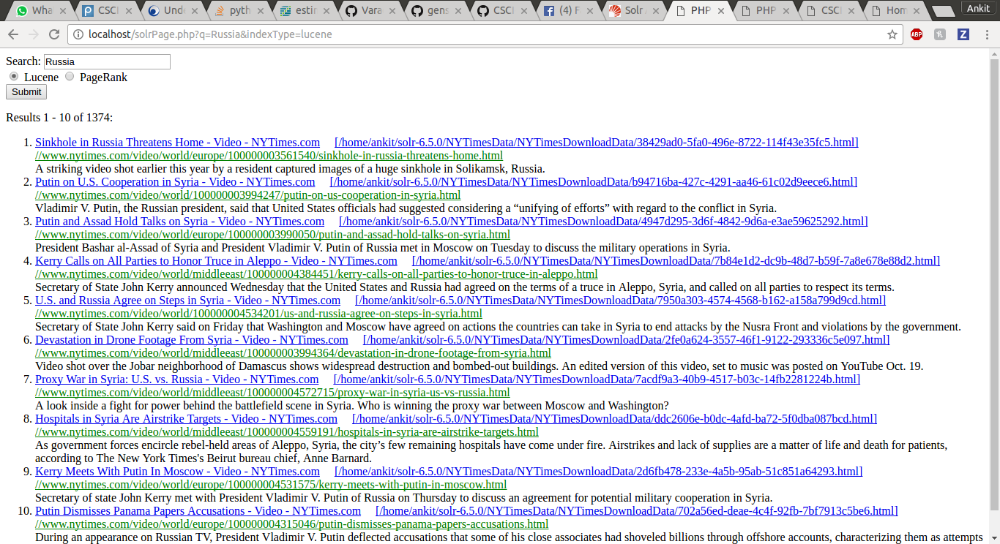 Wha
CSCI
Unde
pyth
estin
Vara
gens
CSCI
(4) F
Solr
PHP
PHP
CSCI
Hom
Ankit
localhost/solrPage.php?q=Russia&indexType=lucene
ABP
Z
Search: Russia
Lucene PageRank
Submit
Results 1 - 10 of 1374:
1. Sinkhole in Russia Threatens Home - Video - NYTimes.com [/home/ankit/solr-6.5.0/NYTimesData/NYTimesDownloadData/38429ad0-5fa0-496e-8722-114f43e35fc5.html]
//www.nytimes.com/video/world/europe/100000003561540/sinkhole-in-russia-threatens-home.html
A striking video shot earlier this year by a resident captured images of a huge sinkhole in Solikamsk, Russia.
2. Putin on U.S. Cooperation in Syria - Video - NYTimes.com [/home/ankit/solr-6.5.0/NYTimesData/NYTimesDownloadData/b94716ba-427c-4291-aa46-61c02d9eece6.html]
//www.nytimes.com/video/world/100000003994247/putin-on-us-cooperation-in-syria.html
Vladimir V. Putin, the Russian president, said that United States officials had suggested considering a “unifying of efforts” with regard to the conflict in Syria.
3. Putin and Assad Hold Talks on Syria - Video - NYTimes.com [/home/ankit/solr-6.5.0/NYTimesData/NYTimesDownloadData/4947d295-3d6f-4842-9d6a-e3ae59625292.html]
//www.nytimes.com/video/world/europe/100000003990050/putin-and-assad-hold-talks-on-syria.html
President Bashar al-Assad of Syria and President Vladimir V. Putin of Russia met in Moscow on Tuesday to discuss the military operations in Syria.
4. Kerry Calls on All Parties to Honor Truce in Aleppo - Video - NYTimes.com [/home/ankit/solr-6.5.0/NYTimesData/NYTimesDownloadData/7b84e1d2-dc9b-48d7-b59f-7a8e678e88d2.html]
//www.nytimes.com/video/world/middleeast/100000004384451/kerry-calls-on-all-parties-to-honor-truce-in-aleppo.html
Secretary of State John Kerry announced Wednesday that the United States and Russia had agreed on the terms of a truce in Aleppo, Syria, and called on all parties to respect its terms.
5. U.S. and Russia Agree on Steps in Syria - Video - NYTimes.com [/home/ankit/solr-6.5.0/NYTimesData/NYTimesDownloadData/7950a303-4574-4568-b162-a158a799d9cd.html]
//www.nytimes.com/video/world/100000004534201/us-and-russia-agree-on-steps-in-syria.html
Secretary of State John Kerry said on Friday that Washington and Moscow have agreed on actions the countries can take in Syria to end attacks by the Nusra Front and violations by the government.
6. Devastation in Drone Footage From Syria - Video - NYTimes.com [/home/ankit/solr-6.5.0/NYTimesData/NYTimesDownloadData/2fe0a624-3557-46f1-9122-293336c5e097.html]
//www.nytimes.com/video/world/middleeast/100000003994364/devastation-in-drone-footage-from-syria.html
Video shot over the Jobar neighborhood of Damascus shows widespread destruction and bombed-out buildings. An edited version of this video, set to music was posted on YouTube Oct. 19.
7. Proxy War in Syria: U.S. vs. Russia - Video - NYTimes.com [/home/ankit/solr-6.5.0/NYTimesData/NYTimesDownloadData/7acdf9a3-40b9-4517-b03c-14fb2281224b.html]
//www.nytimes.com/video/world/middleeast/100000004572715/proxy-war-in-syria-us-vs-russia.html
A look inside a fight for power behind the battlefield scene in Syria. Who is winning the proxy war between Moscow and Washington?
8. Hospitals in Syria Are Airstrike Targets - Video - NYTimes.com [/home/ankit/solr-6.5.0/NYTimesData/NYTimesDownloadData/ddc2606e-b0dc-4afd-ba72-5f0dba087bcd.html]
//www.nytimes.com/video/world/middleeast/100000004559191/hospitals-in-syria-are-airstrike-targets.html
As government forces encircle rebel-held areas of Aleppo, Syria, the city’s few remaining hospitals have come under fire. Airstrikes and lack of supplies are a matter of life and death for patients,
according to The New York Times's Beirut bureau chief, Anne Barnard.
9. Kerry Meets With Putin In Moscow - Video - NYTimes.com [/home/ankit/solr-6.5.0/NYTimesData/NYTimesDownloadData/2d6fb478-233e-4a5b-95ab-51c851a64293.html]
//www.nytimes.com/video/world/europe/100000004531575/kerry-meets-with-putin-in-moscow.html
Secretary of state John Kerry met with President Vladimir V. Putin of Russia on Thursday to discuss an agreement for potential military cooperation in Syria.
10. Putin Dismisses Panama Papers Accusations - Video - NYTimes.com [/home/ankit/solr-6.5.0/NYTimesData/NYTimesDownloadData/702a56ed-deae-4c4f-92fb-7bf7913c5be6.html]
//www.nytimes.com/video/world/europe/100000004315046/putin-dismisses-panama-papers-accusations.html
During an appearance on Russian TV, President Vladimir V. Putin deflected accusations that some of his close associates had shoveled billions through offshore accounts, characterizing them as attempts